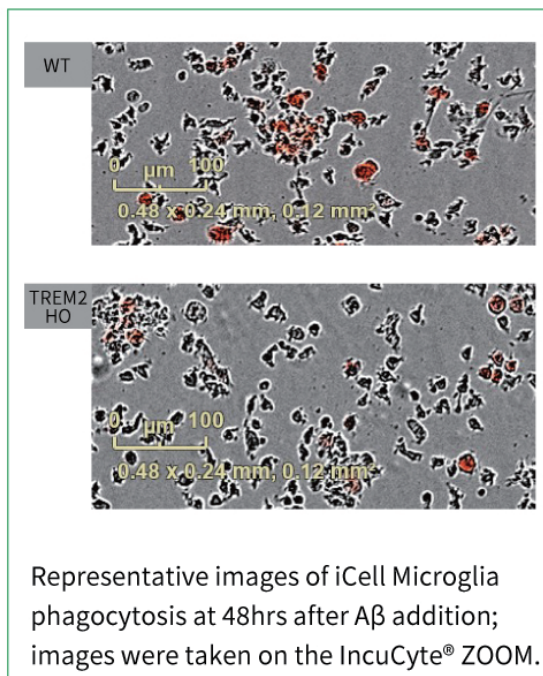 WT
0 μm 100
0.48 x 0.24 mm, 0.12 mm²
TREM2
HO
0 μm 100
0.48 x 0.24 mm, 0.12 mm²
Representative images of iCell Microglia
phagocytosis at 48hrs after Aβ addition;
images were taken on the IncuCyte® ZOOM.